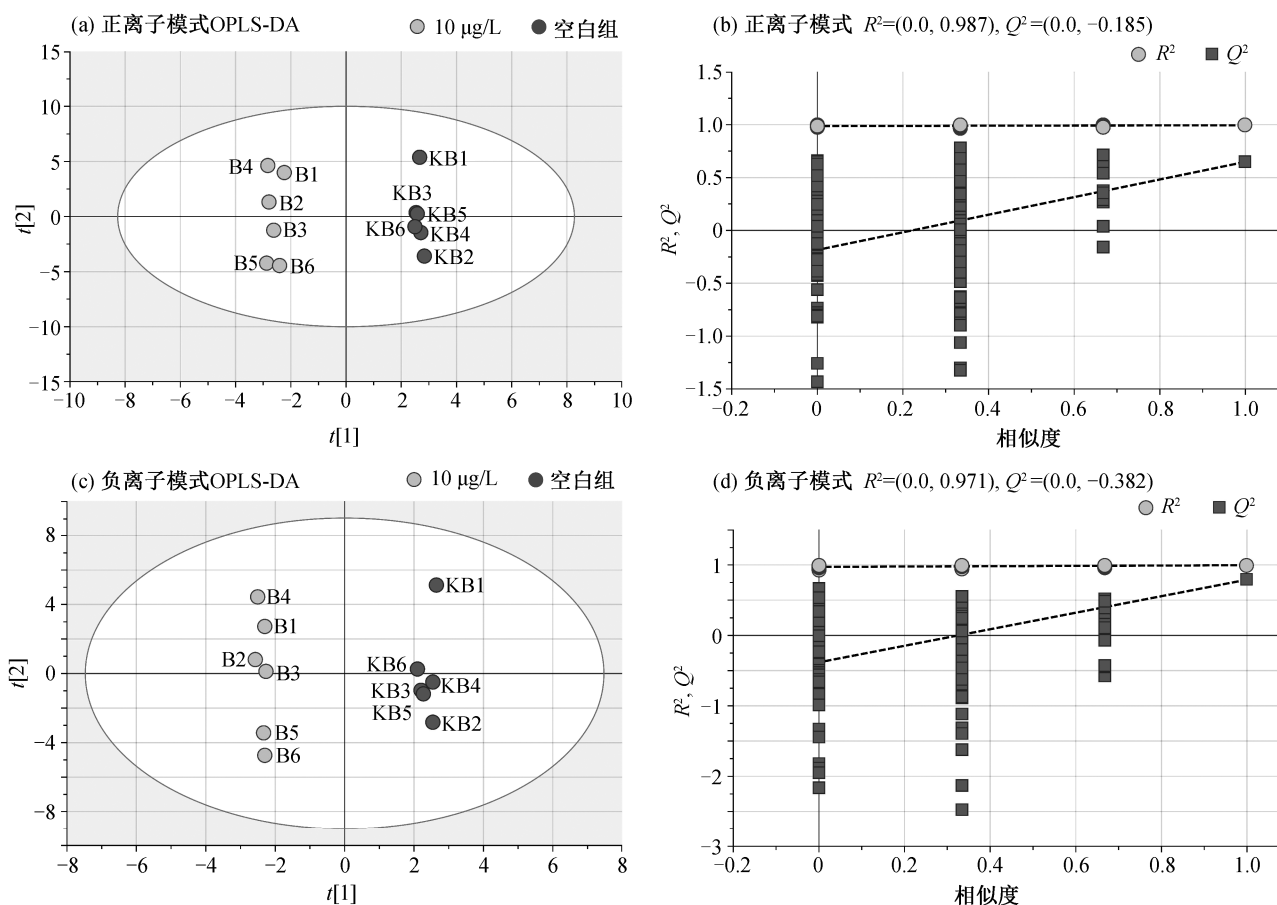 (a) 正离子模式OPLS-DA
10 μg/L
空白组
15
10
5
0
−5
−10
−15
t[2]
B4
B1
B2
B3
B5
B6
KB1
KB3
KB5
KB6
KB4
KB2
−10
−8
−6
−4
−2
0
2
4
6
8
10
t[1]
(b) 正离子模式 R²=(0.0, 0.987), Q²=(0.0, −0.185)
R²
Q²
1.5
1.0
0.5
0
−0.5
−1.0
−1.5
R², Q²
−0.2
0
0.2
0.4
0.6
0.8
1.0
相似度
(c) 负离子模式OPLS-DA
10 μg/L
空白组
8
4
0
−4
−8
t[2]
B4
B1
B2
B3
B5
B6
KB1
KB6
KB4
KB3
KB5
KB2
−8
−6
−4
−2
0
2
4
6
8
t[1]
(d) 负离子模式 R²=(0.0, 0.971), Q²=(0.0, −0.382)
R²
Q²
1
0
−1
−2
−3
R², Q²
−0.2
0
0.2
0.4
0.6
0.8
1.0
相似度